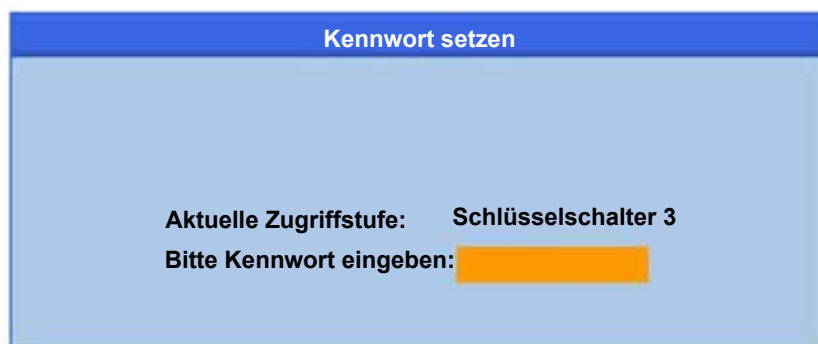 Kennwort setzen
Aktuelle Zugriffstufe: Schlüsselschalter 3
Bitte Kennwort eingeben: